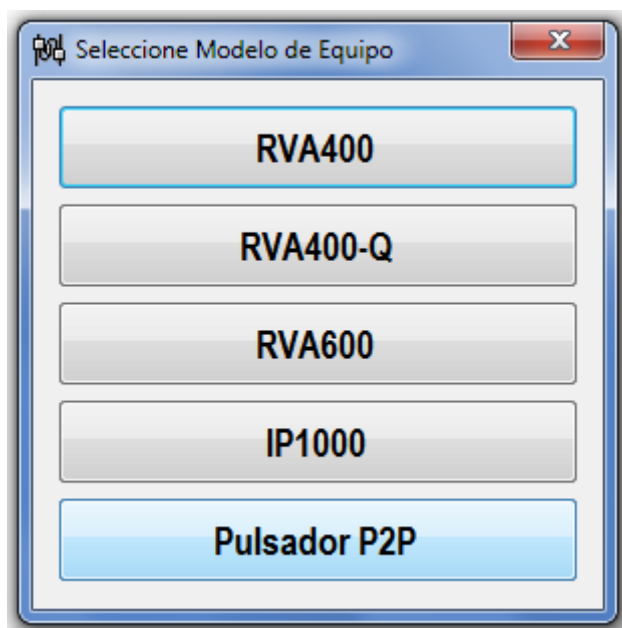 Seleccione Modelo de Equipo
RVA400
RVA400-Q
RVA600
IP1000
Pulsador P2P